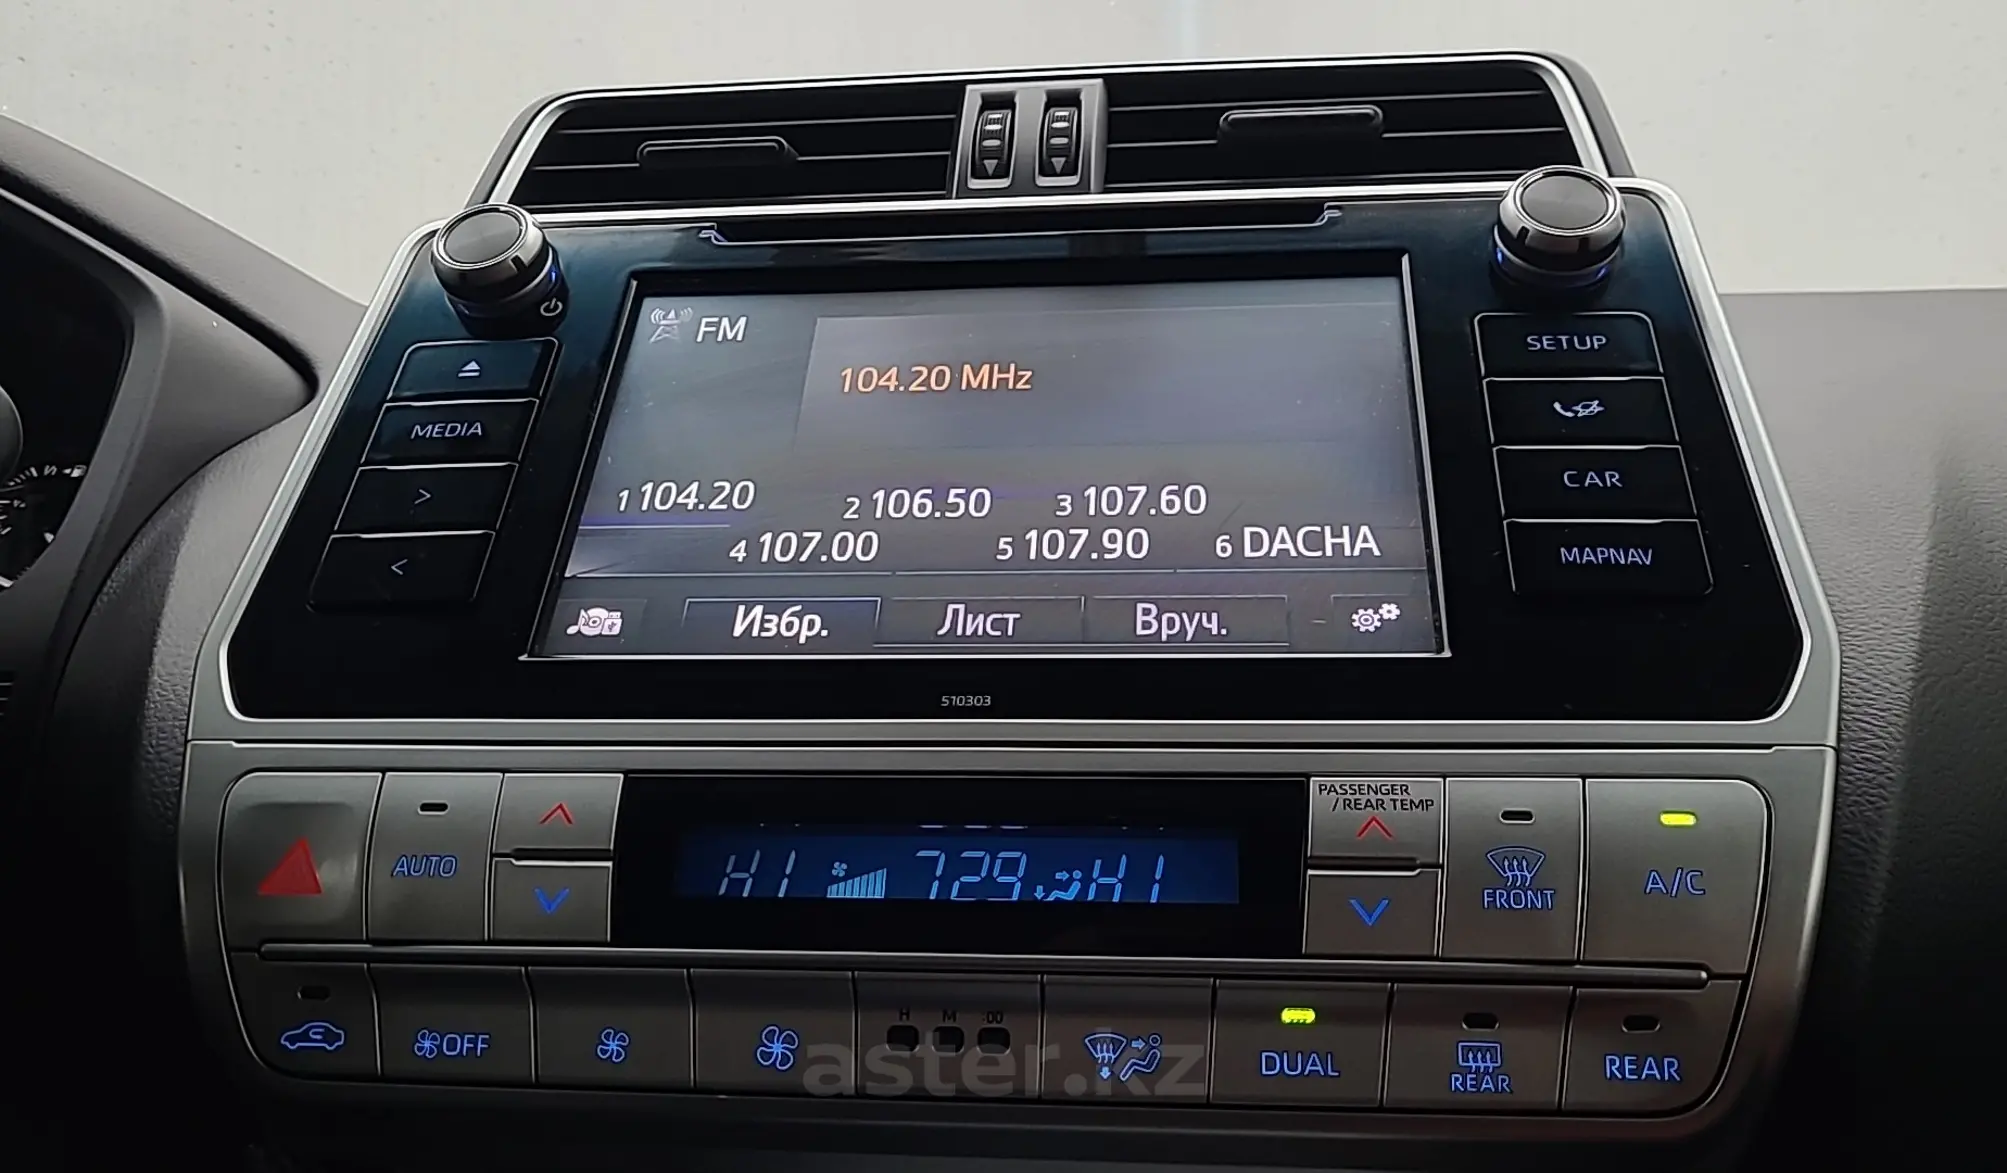 FM
104.20 MHz
1 104.20 2 106.50 3 107.60
4 107.00 5 107.90 6 DACHA
Избр. Лист Вруч.
MEDIA
>
<
SETUP
CAR
MAPNAV
510303
AUTO
HI 729 HI
PASSENGER
/REAR TEMP
FRONT
A/C
OFF
H M :00
DUAL
REAR
REAR
aster.kz